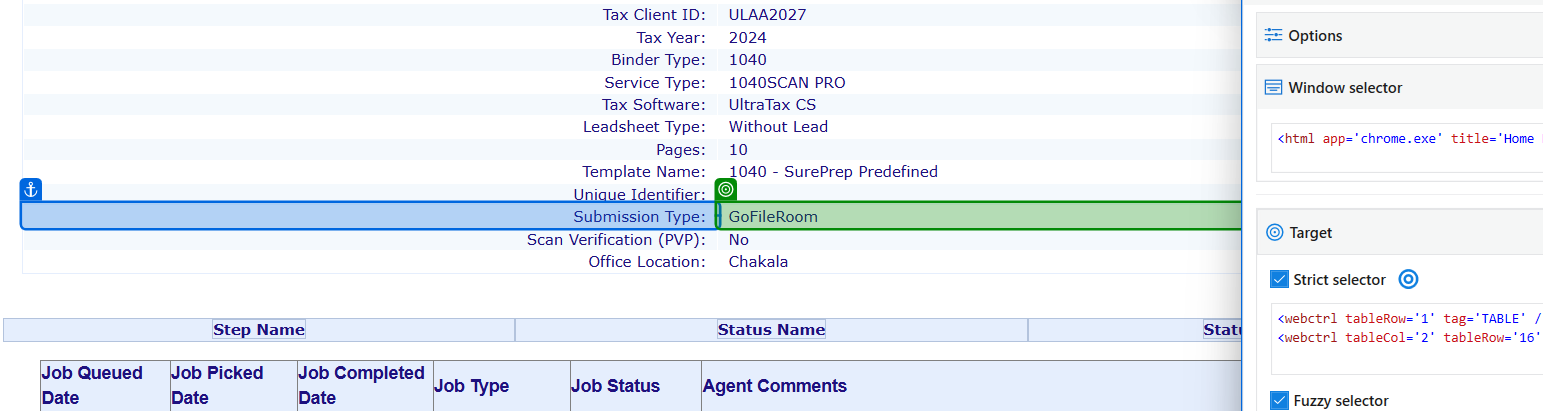 Tax Client ID: ULAA2027
Tax Year: 2024
Binder Type: 1040
Service Type: 1040SCAN PRO
Tax Software: UltraTax CS
Leadsheet Type: Without Lead
Pages: 10
Template Name: 1040 - SurePrep Predefined
Unique Identifier:
Submission Type: GoFileRoom
Scan Verification (PVP): No
Office Location: Chakala
Step Name Status Name Statu
Job Queued Date Job Picked Date Job Completed Date Job Type Job Status Agent Comments
Options
Window selector
<html app='chrome.exe' title='Home
Target
Strict selector
<webctrl tableRow='1' tag='TABLE' /
<webctrl tableCol='2' tableRow='16'
Fuzzy selector